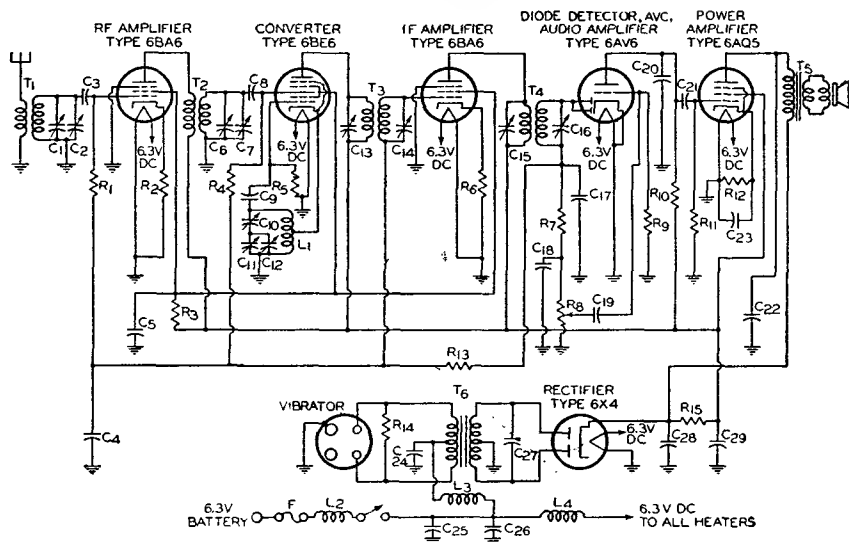 RF AMPLIFIER
TYPE 6BA6
CONVERTER
TYPE 6BE6
IF AMPLIFIER
TYPE 6BA6
DIODE DETECTOR, AVC,
AUDIO AMPLIFIER
TYPE 6AV6
POWER
AMPLIFIER
TYPE 6AQ5
T1
C3
C1
C2
6.3V
DC
R1
R2
T2
C8
C6
C7
R4
6.3V
DC
R5
C9
C10
C11
C12
L1
T3
C13
C14
6.3V
DC
R6
T4
C15
C16
6.3V
DC
C17
R7
C18
R8
C19
R9
C20
C21
R10
R11
6.3V
DC
R12
C23
T5
C22
C5
R3
R13
C4
VIBRATOR
R14
C24
T6
C27
RECTIFIER
TYPE 6X4
6.3V
DC
R15
C28
C29
L3
6.3V
BATTERY
F
L2
C25
C26
L4
6.3V DC
TO ALL HEATERS